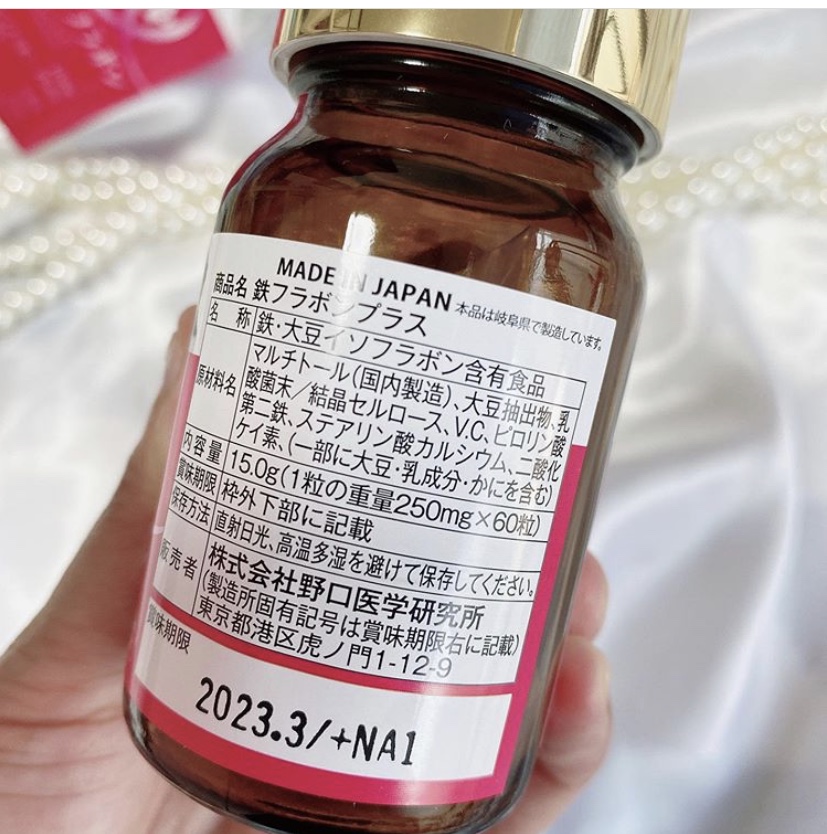 MADE IN JAPAN 本品は岐阜県で製造しています。
商品名 鉄フラボンプラス
名 称 鉄・大豆イソフラボン含有食品
原材料名 マルチトール(国内製造)、大豆抽出物、乳
酸菌末/結晶セルロース、V.C、ピロリン酸
第二鉄、ステアリン酸カルシウム、二酸化
ケイ素、(一部に大豆・乳成分・かにを含む)
内容量 15.0g(1粒の重量250mg×60粒)
賞味期限 枠外下部に記載
保存方法 直射日光、高温多湿を避けて保存してください。
販売者 株式会社野口医学研究所
(製造所固有記号は賞味期限右に記載)
東京都港区虎ノ門1-12-9
賞味期限
2023.3/+NA1